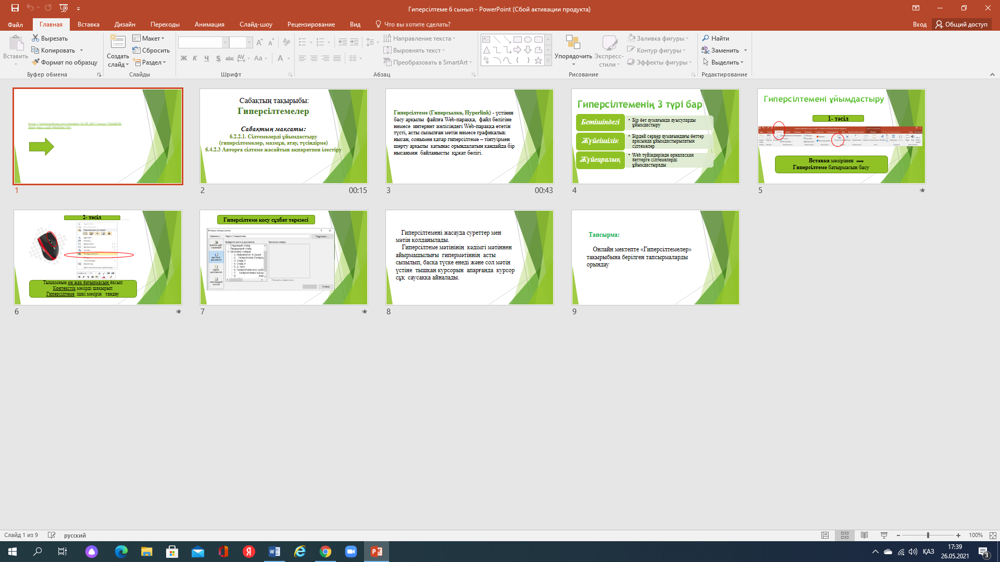 Гиперсілтеме 6 сынып - PowerPoint (Сбой активации продукта)
Файл Главная Вставка Дизайн Переходы Анимация Слайд-шоу Рецензирование Вид Что вы хотите сделать? Вход Общий доступ
Вставить
Вырезать
Копировать
Формат по образцу
Буфер обмена
Создать
слайд
Макет
Сбросить
Раздел
Слайды
Ж К Ч S abc AV Aa A
Шрифт
Направление текста
Выровнять текст
Преобразовать в SmartArt
Абзац
Упорядочить
Экспресс-
стили
Заливка фигуры
Контур фигуры
Эффекты фигуры
Рисование
Найти
Заменить
Выделить
Редактирование
1
Сабақтың тақырыбы:
Гиперсілтемелер
Сабақтың мақсаты:
6.2.2.1. Сілтемелерді ұйымдастыру
(гиперсілтемелер, мазмұн, атау, түсіндірме)
6.4.2.3 Авторға сілтеме жасайтын ақпаратпен ілестіру
2 00:15
Гиперсілтеме (Гиперсылка, Hyperlink) - үстінен
басу арқылы файлға Web-параққа, файл бөлігіне
немесе интернет желісіндегі Web-параққа өтетін
түсті, асты сызылған мәтін немесе графикалық
нысан, сонымен қатар гиперсілтеме – тінтуірмен
шерту арқылы қатынас орындалатын қандайда бір
нысанмен байланысты құжат бөлігі.
3 00:43
Гиперсілтеменің 3 түрі бар
Бетішіндегі
• Бір бет аумағында ауысуларды
ұйымдастыру
Жүйеішілік
• Бірдей сервер аумағындағы беттер
арасында ұйымдастырылатын
сілтемелер
Жүйеаралық
• Web түйіндерінде орналасқан
беттерге сілтемелерді
ұйымдастырады
4
Гиперсілтемені ұйымдастыру
1- тәсіл
Вставка мәзірінен
Гиперсілтеме батырмасын басу
5
2- тәсіл
Тышқмның оң жақ батырмасын басып
Контекстік мәзірді шақырып
Гиперсілтеме ішкі мәзірін таңдау
6
Гиперсілтеме қосу сұхбат терезесі
7
Гиперсілтемені жасауда суреттер мен
мәтін қолданылады.
Гиперсілтеме мәтінінің кәдімгі мәтіннен
айырмашылығы гипермәтіннің асты
сызылып, басқа түске енеді және сол мәтін
үстіне тышқан курсорын апарғанда курсор
сұқ саусаққа айналады.
8
Тапсырма:
Онлайн мектепте «Гиперсілтемелер»
тақырыбына берілген тапсырмаларды
орындау
9
Слайд 1 из 9 русский 100%
ҚАЗ
17:39
26.05.2021
3